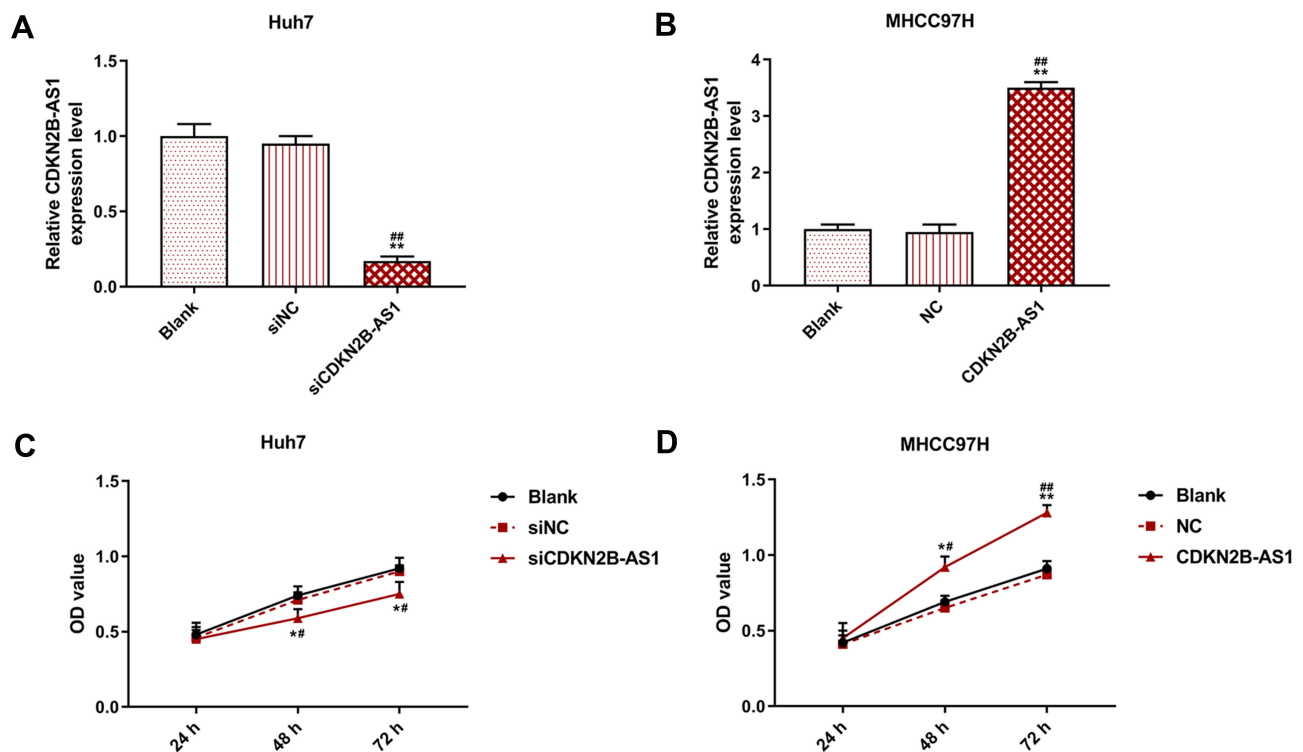 A
Huh7
Relative CDKN2B-AS1
expression level
1.5
1.0
0.5
0.0
##
**
Blank
siNC
siCDKN2B-AS1
B
MHCC97H
Relative CDKN2B-AS1
expression level
4
3
2
1
0
##
**
Blank
NC
CDKN2B-AS1
C
Huh7
OD value
1.5
1.0
0.5
0.0
*#
*#
24 h
48 h
72 h
Blank
siNC
siCDKN2B-AS1
D
MHCC97H
OD value
1.5
1.0
0.5
0.0
*#
##
**
24 h
48 h
72 h
Blank
NC
CDKN2B-AS1